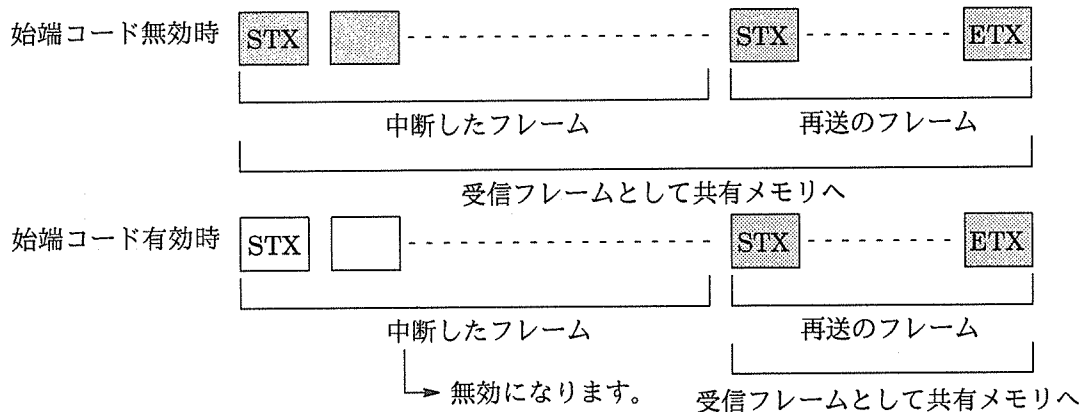 始端コード無効時 STX STX ETX
中断したフレーム 再送のフレーム
受信フレームとして共有メモリへ
始端コード有効時 STX STX ETX
中断したフレーム 再送のフレーム
無効になります。 受信フレームとして共有メモリへ